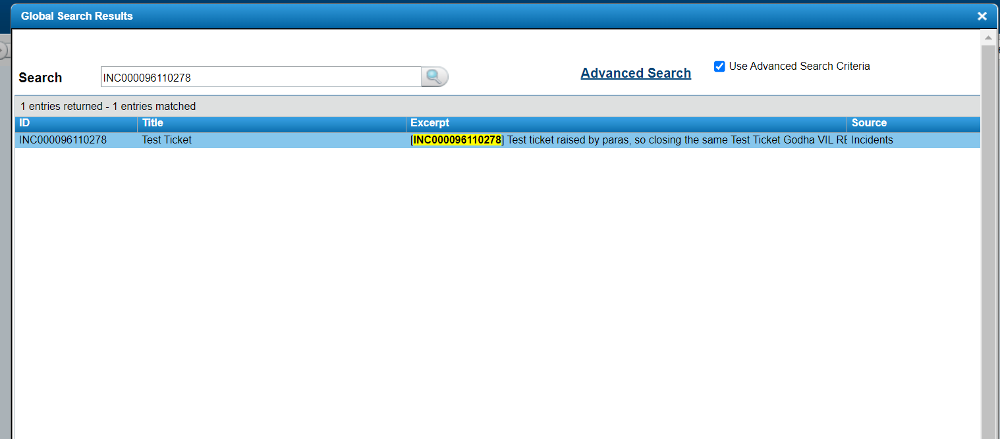 Global Search Results
Search
INC000096110278
Advanced Search
Use Advanced Search Criteria
1 entries returned - 1 entries matched
ID Title Excerpt Source
INC000096110278 Test Ticket [INC000096110278] Test ticket raised by paras, so closing the same Test Ticket Godha VIL RE Incidents